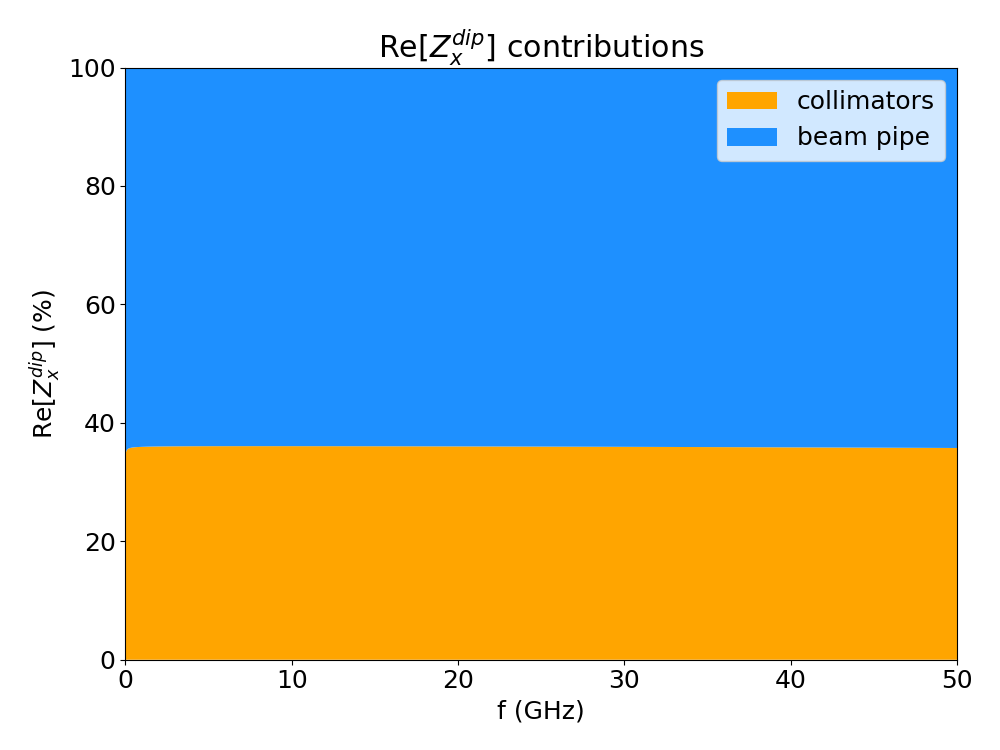 Re[Z_x^{dip}] contributions
collimators
beam pipe
Re[Z_x^{dip}] (%)
100
80
60
40
20
0
0 10 20 30 40 50
f (GHz)